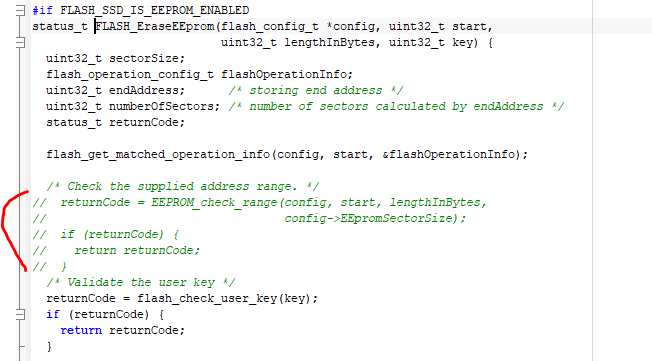 #if FLASH_SSD_IS_EEPROM_ENABLED
status_t FLASH_EraseEEprom(flash_config_t *config, uint32_t start,
                           uint32_t lengthInBytes, uint32_t key) {
  uint32_t sectorSize;
  flash_operation_config_t flashOperationInfo;
  uint32_t endAddress;      /* storing end address */
  uint32_t numberOfSectors; /* number of sectors calculated by endAddress */
  status_t returnCode;

  flash_get_matched_operation_info(config, start, &flashOperationInfo);

  /* Check the supplied address range. */
//  returnCode = EEPROM_check_range(config, start, lengthInBytes,
//                                  config->EEpromSectorSize);
//  if (returnCode) {
//    return returnCode;
//  }
  /* Validate the user key */
  returnCode = flash_check_user_key(key);
  if (returnCode) {
    return returnCode;
  }